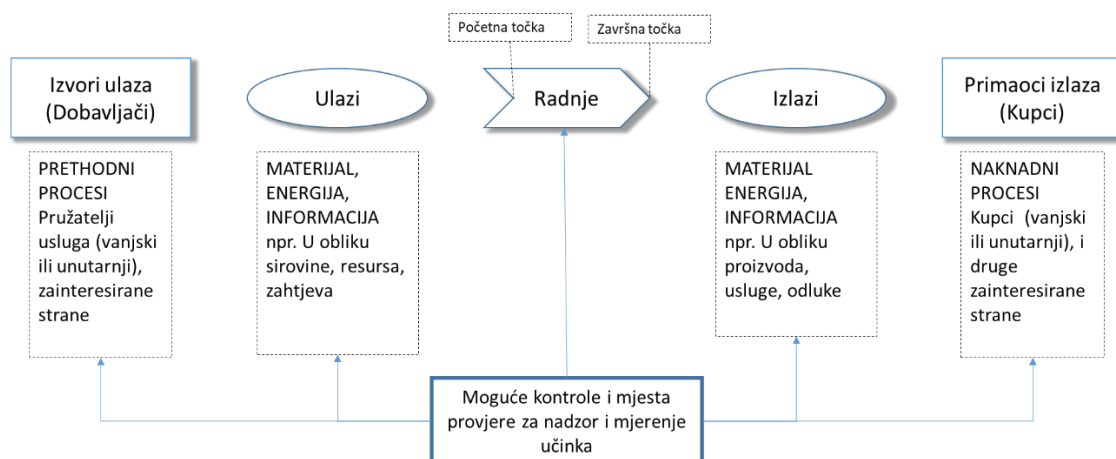 Početna točka
Završna točka
Izvori ulaza
(Dobavljači)
Ulazi
Radnje
Izlazi
Primaoci izlaza
(Kupci)
PRETHODNI
PROCESI
Pružatelji
usluga (vanjski
ili unutarnji),
zainteresirane
strane
MATERIJAL,
ENERGIJA,
INFORMACIJA
npr. U obliku
sirovine, resursa,
zahtjeva
MATERIJAL
ENERGIJA,
INFORMACIJA
npr. U obliku
proizvoda,
usluge, odluke
NAKNADNI
PROCESI
Kupci (vanjski
ili unutarnji), i
druge
zainteresirane
strane
Moguće kontrole i mjesta
provjere za nadzor i mjerenje
učinka